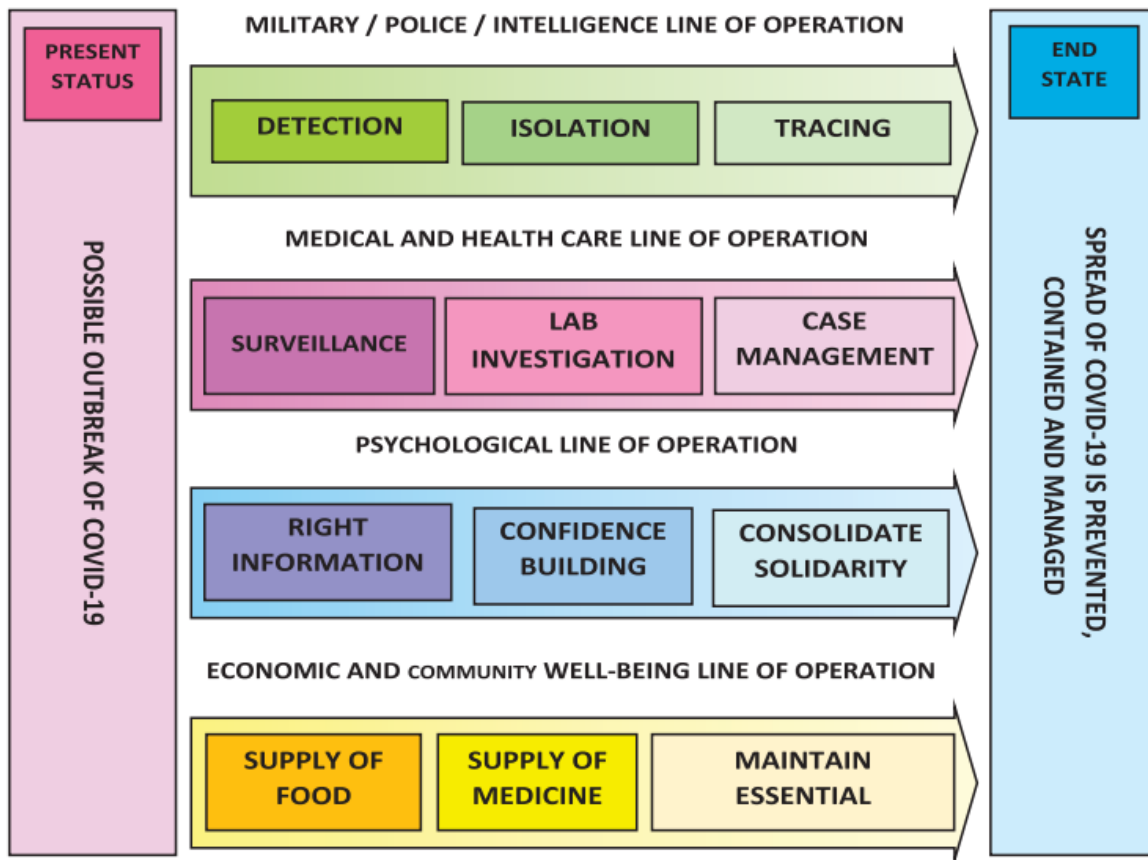 PRESENT
STATUS
POSSIBLE OUTBREAK OF COVID-19
MILITARY / POLICE / INTELLIGENCE LINE OF OPERATION
DETECTION
ISOLATION
TRACING
MEDICAL AND HEALTH CARE LINE OF OPERATION
SURVEILLANCE
LAB
INVESTIGATION
CASE
MANAGEMENT
PSYCHOLOGICAL LINE OF OPERATION
RIGHT
INFORMATION
CONFIDENCE
BUILDING
CONSOLIDATE
SOLIDARITY
ECONOMIC AND COMMUNITY WELL-BEING LINE OF OPERATION
SUPPLY OF
FOOD
SUPPLY OF
MEDICINE
MAINTAIN
ESSENTIAL
END
STATE
SPREAD OF COVID-19 IS PREVENTED,
CONTAINED AND MANAGED